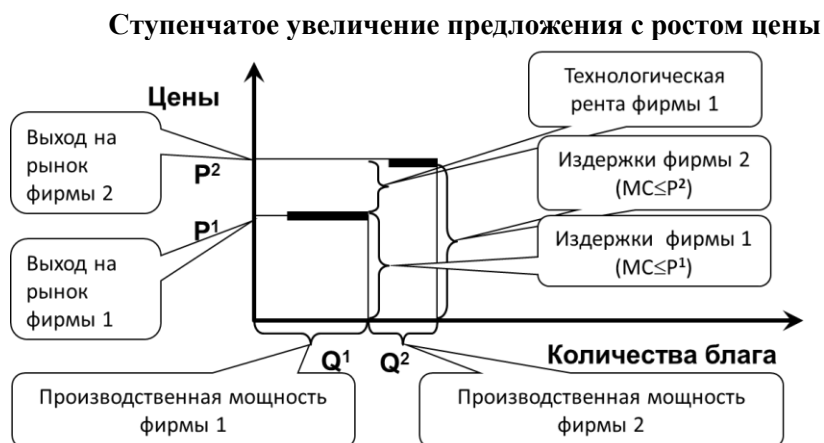 Ступенчатое увеличение предложения с ростом цены
Цены
Технологическая
рента фирмы 1
Выход на
рынок
фирмы 2
P²
Издержки фирмы 2
(MC≤P²)
P¹
Издержки фирмы 1
(MC≤P¹)
Выход на
рынок
фирмы 1
Q¹
Q²
Количества блага
Производственная мощность
фирмы 1
Производственная мощность
фирмы 2